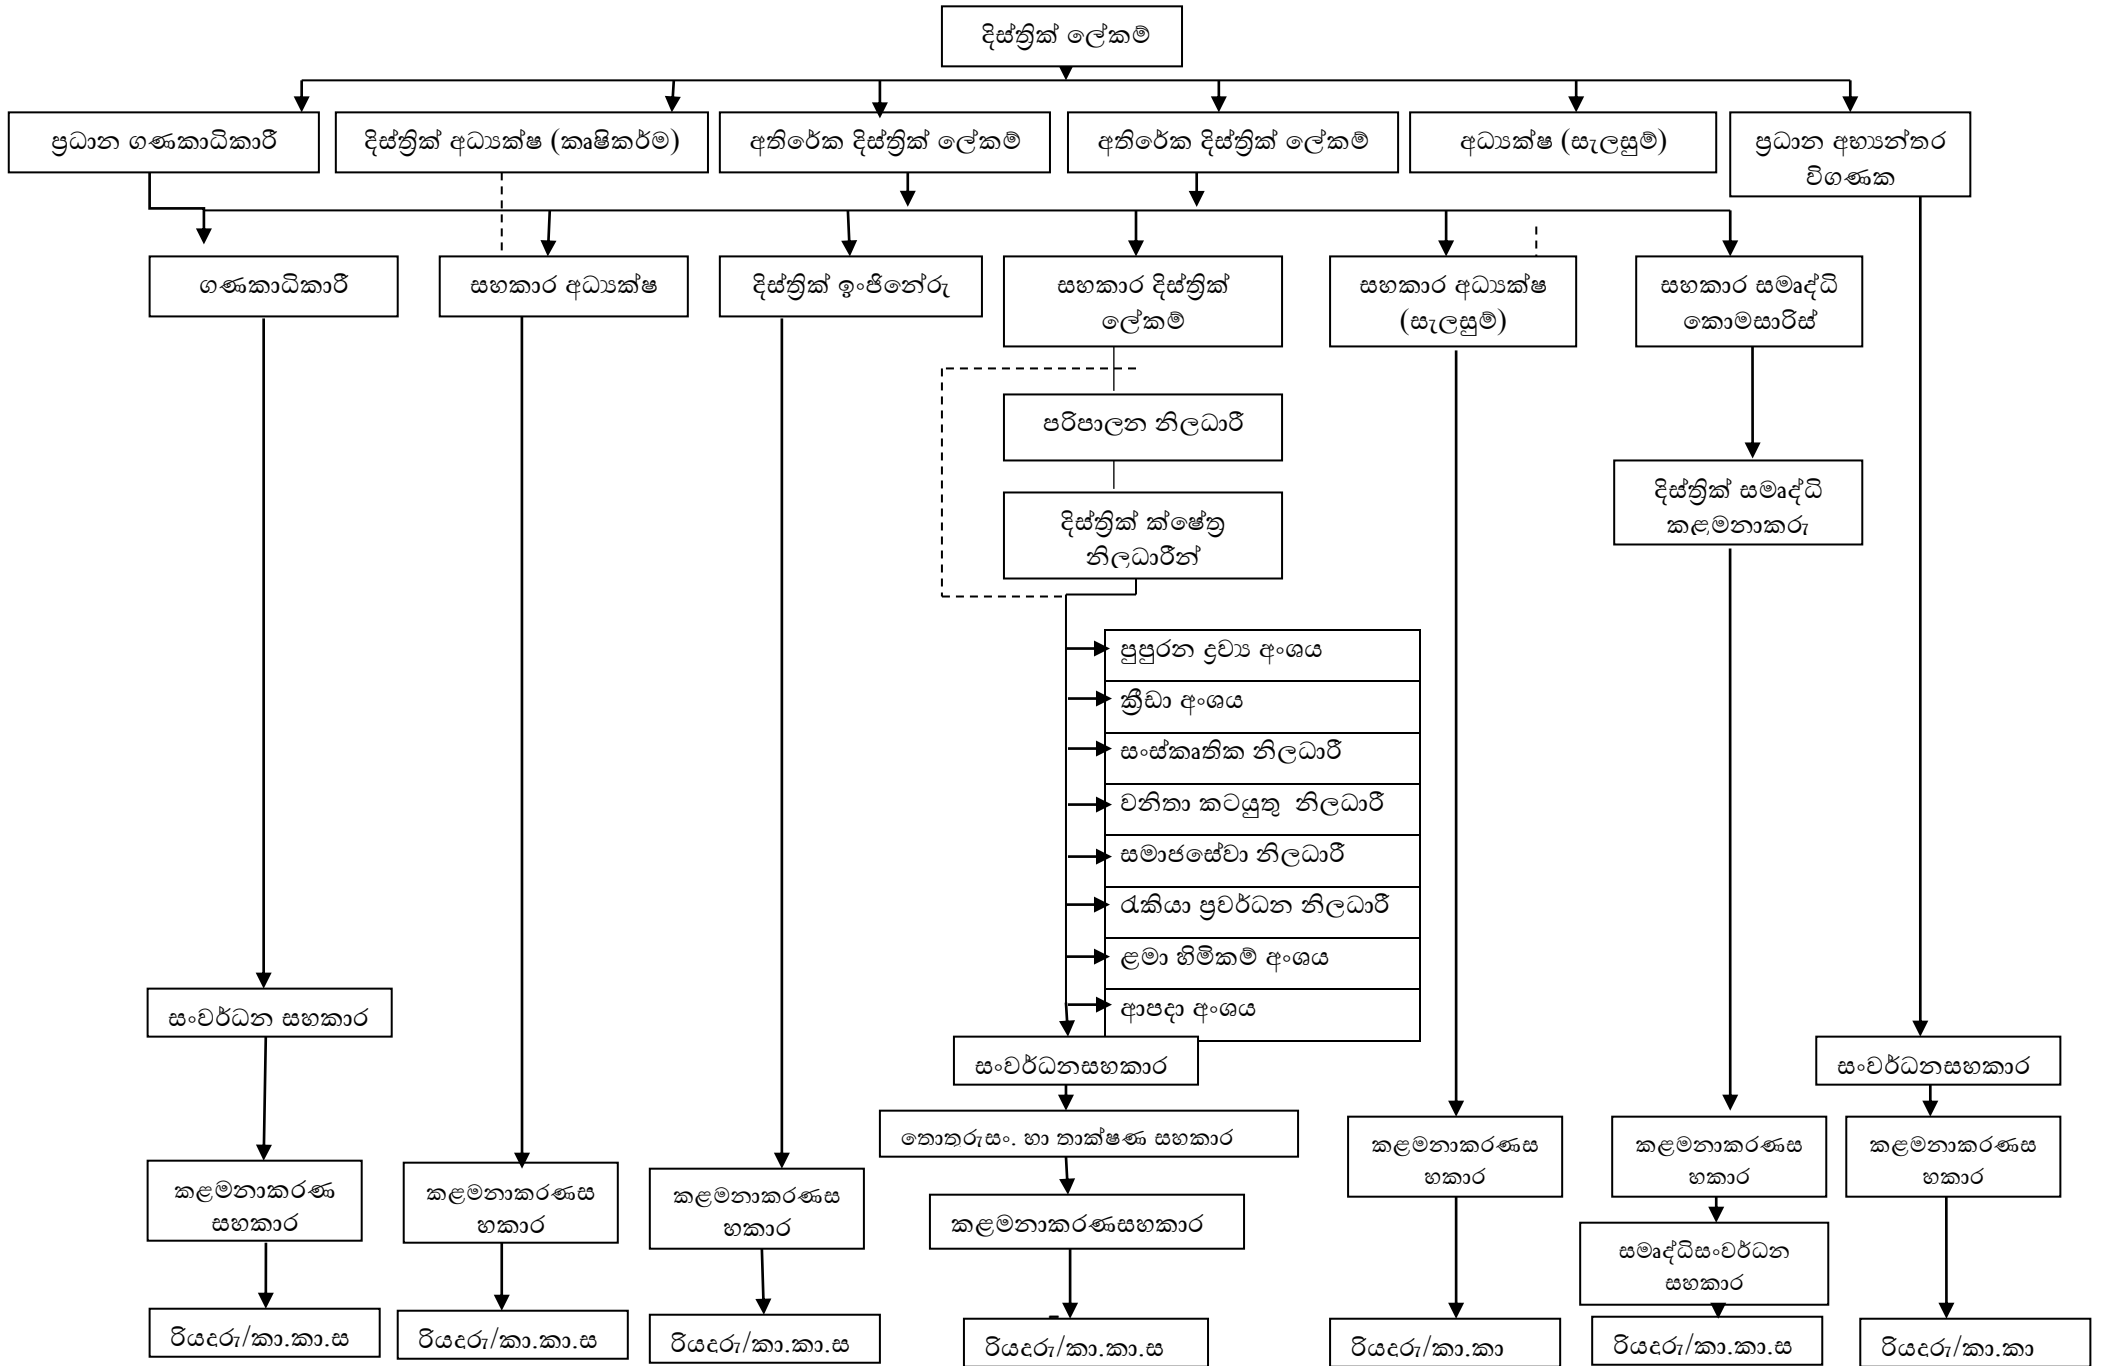 දිස්ත්‍රික් ලේකම්
ප්‍රධාන ගණකාධිකාරී
දිස්ත්‍රික් අධ්‍යක්ෂ (කෘෂිකර්ම)
අතිරේක දිස්ත්‍රික් ලේකම්
අතිරේක දිස්ත්‍රික් ලේකම්
අධ්‍යක්ෂ (සැලසුම්)
ප්‍රධාන අභ්‍යන්තර
විගණක
ගණකාධිකාරී
සහකාර අධ්‍යක්ෂ
දිස්ත්‍රික් ඉංජිනේරු
සහකාර දිස්ත්‍රික්
ලේකම්
සහකාර අධ්‍යක්ෂ
(සැලසුම්)
සහකාර සමෘද්ධි
කොමසාරිස්
පරිපාලන නිලධාරී
දිස්ත්‍රික් ක්ෂේත්‍ර
නිලධාරීන්
දිස්ත්‍රික් සමෘද්ධි
කළමනාකරු
පුපුරන ද්‍රව්‍ය අංශය
ක්‍රීඩා අංශය
සංස්කෘතික නිලධාරී
වනිතා කටයුතු  නිලධාරී
සමාජසේවා නිලධාරී
රැකියා ප්‍රවර්ධන නිලධාරී
ළමා හිමිකම් අංශය
ආපදා අංශය
සංවර්ධන සහකාර
සංවර්ධනසහකාර
සංවර්ධනසහකාර
තොතුරුසං. හා තාක්ෂණ සහකාර
කළමනාකරණ
සහකාර
කළමනාකරණස
හකාර
කළමනාකරණස
හකාර
කළමනාකරණසහකාර
කළමනාකරණස
හකාර
කළමනාකරණස
හකාර
කළමනාකරණස
හකාර
සමෘද්ධිසංවර්ධන
සහකාර
රියදුරු/කා.කා.ස
රියදුරු/කා.කා.ස
රියදුරු/කා.කා.ස
රියදුරු/කා.කා.ස
රියදුරු/කා.කා
රියදුරු/කා.කා.ස
රියදුරු/කා.කා